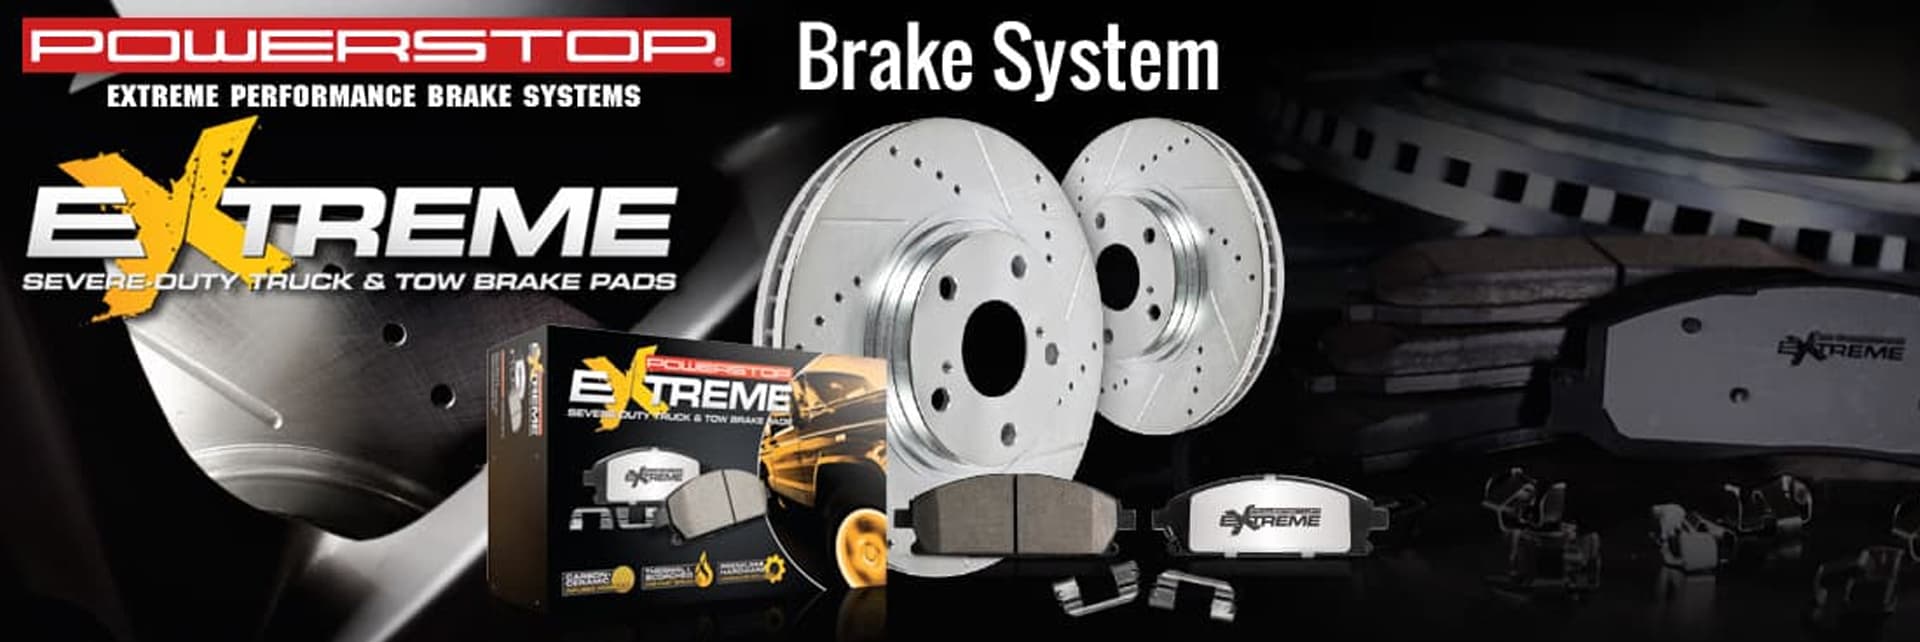 POWERSTOP®
EXTREME PERFORMANCE BRAKE SYSTEMS
Brake System
EXTREME
SEVERE-DUTY TRUCK & TOW BRAKE PADS
POWERSTOP
EXTREME
SEVERE DUTY TRUCK & TOW BRAKE PADS
EXTREME
EXTREME
CARBON-
CERAMIC
THERMALLY
SCORCHED
PREMIUM
HARDWARE
EXTREME
EXTREME